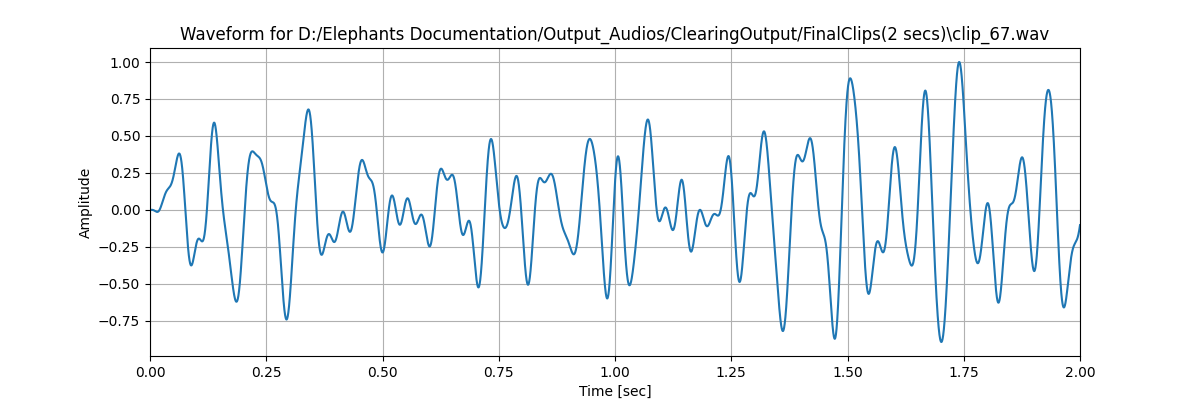 Waveform for D:/Elephants Documentation/Output_Audios/ClearingOutput/FinalClips(2 secs)\clip_67.wav
1.00
0.75
0.50
0.25
0.00
−0.25
−0.50
−0.75
Amplitude
0.00 0.25 0.50 0.75 1.00 1.25 1.50 1.75 2.00
Time [sec]